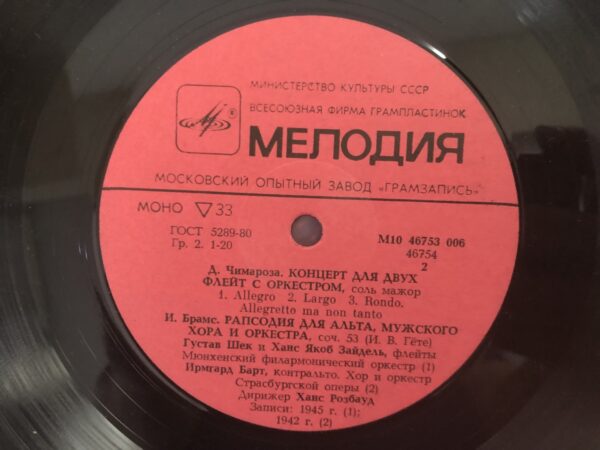 МИНИСТЕРСТВО КУЛЬТУРЫ СССР
ВСЕСОЮЗНАЯ ФИРМА ГРАМПЛАСТИНОК
МЕЛОДИЯ
МОСКОВСКИЙ ОПЫТНЫЙ ЗАВОД «ГРАМЗАПИСЬ»
МОНО 33
ГОСТ 5289-80
Гр. 2. 1-20
М10 46753 006
46754
2
Д. Чимароза. КОНЦЕРТ ДЛЯ ДВУХ
ФЛЕЙТ С ОРКЕСТРОМ, соль мажор
1. Allegro 2. Largo 3. Rondo.
Allegretto ma non tanto
И. Брамс. РАПСОДИЯ ДЛЯ АЛЬТА, МУЖСКОГО
ХОРА И ОРКЕСТРА, соч. 53 (И. В. Гёте)
Густав Шек и Ханс Якоб Зайдель, флейты
Мюнхенский филармонический оркестр (1)
Ирмгард Барт, контральто. Хор и оркестр
Страсбургской оперы (2)
Дирижер Ханс Розбауд
Записи: 1945 г. (1);
1942 г. (2)